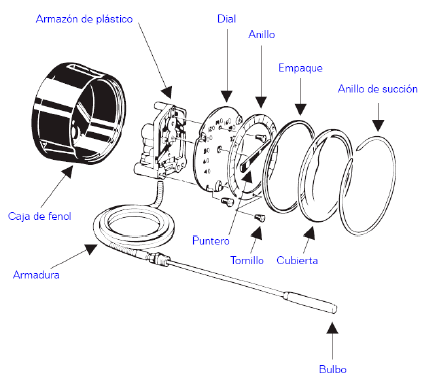 Armazón de plástico
Dial
Anillo
Empaque
Anillo de succión
Caja de fenol
Puntero
Tornillo
Cubierta
Armadura
Bulbo